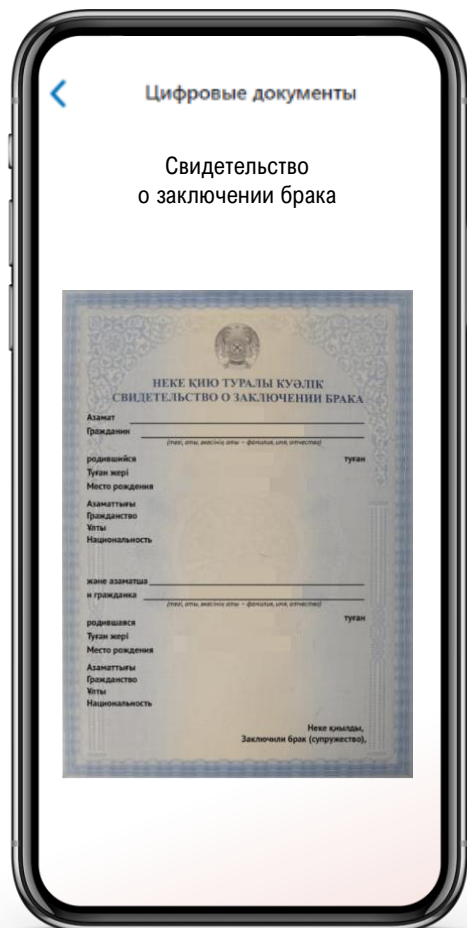 Цифровые документы
Свидетельство
о заключении брака
НЕКЕ ҚИЮ ТУРАЛЫ КУӘЛІК
СВИДЕТЕЛЬСТВО О ЗАКЛЮЧЕНИИ БРАКА
Азамат
Гражданин
(тегі, аты, әкесінің аты – фамилия, имя, отчество)
родившийся туған
Туған жері
Место рождения
Азаматтығы
Гражданство
Ұлты
Национальность
және азаматша
и гражданка
(тегі, аты, әкесінің аты – фамилия, имя, отчество)
родившаяся туған
Туған жері
Место рождения
Азаматтығы
Гражданство
Ұлты
Национальность
Неке қиылды,
Заключили брак (супружество),